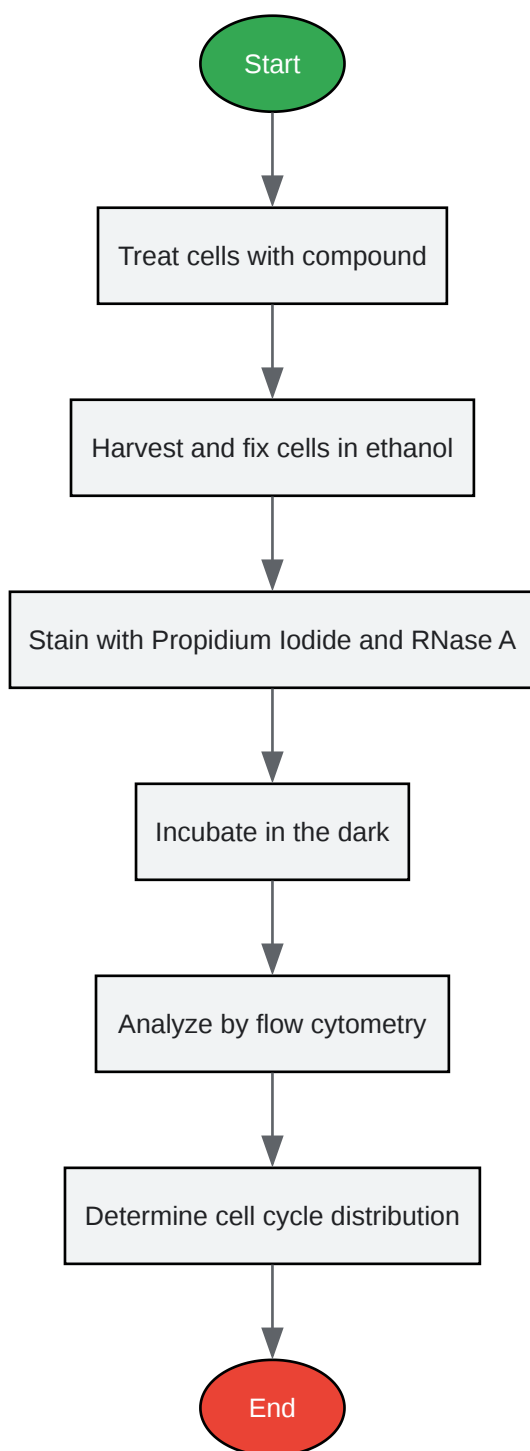 Start
Treat cells with compound
Harvest and fix cells in ethanol
Stain with Propidium Iodide and RNase A
Incubate in the dark
Analyze by flow cytometry
Determine cell cycle distribution
End